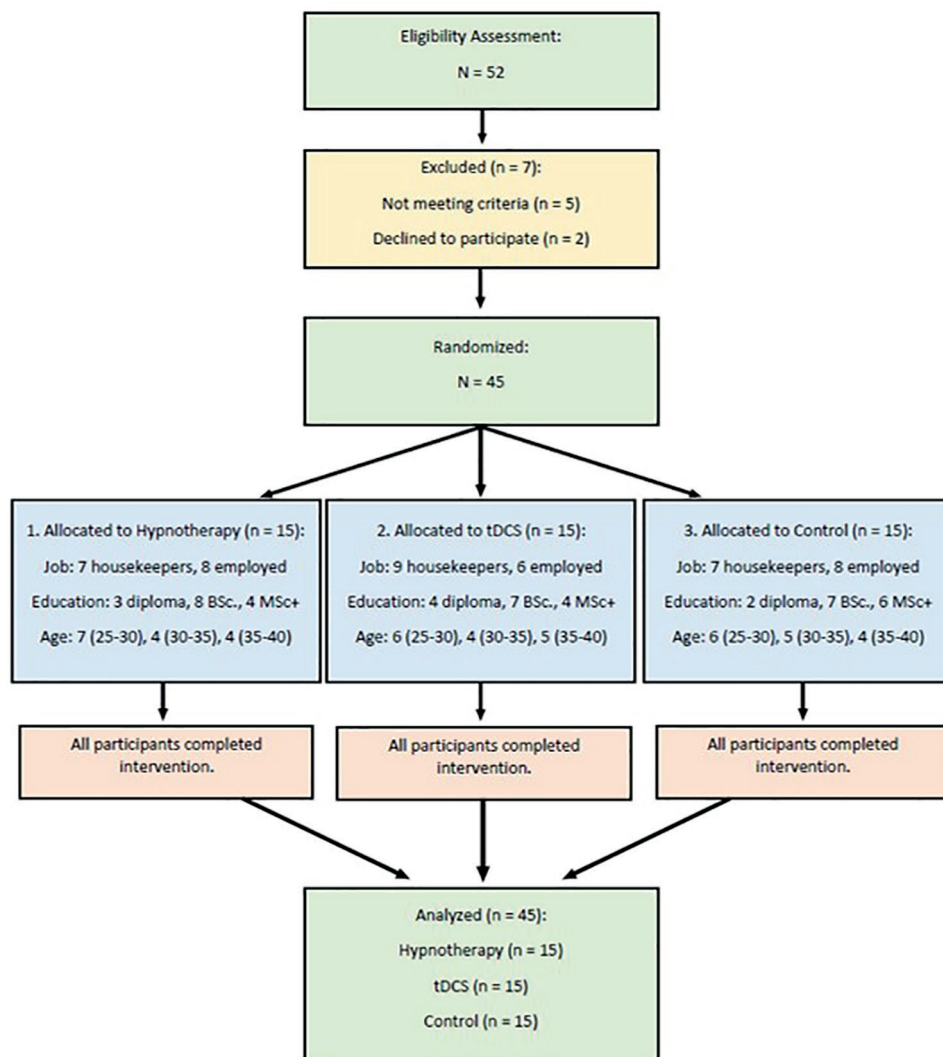 Eligibility Assessment:
N = 52
Excluded (n = 7):
Not meeting criteria (n = 5)
Declined to participate (n = 2)
Randomized:
N = 45
1. Allocated to Hypnotherapy (n = 15):
Job: 7 housekeepers, 8 employed
Education: 3 diploma, 8 BSc., 4 MSc+
Age: 7 (25-30), 4 (30-35), 4 (35-40)
2. Allocated to tDCS (n = 15):
Job: 9 housekeepers, 6 employed
Education: 4 diploma, 7 BSc., 4 MSc+
Age: 6 (25-30), 4 (30-35), 5 (35-40)
3. Allocated to Control (n = 15):
Job: 7 housekeepers, 8 employed
Education: 2 diploma, 7 BSc., 6 MSc+
Age: 6 (25-30), 5 (30-35), 4 (35-40)
All participants completed
intervention.
All participants completed
intervention.
All participants completed
intervention.
Analyzed (n = 45):
Hypnotherapy (n = 15)
tDCS (n = 15)
Control (n = 15)